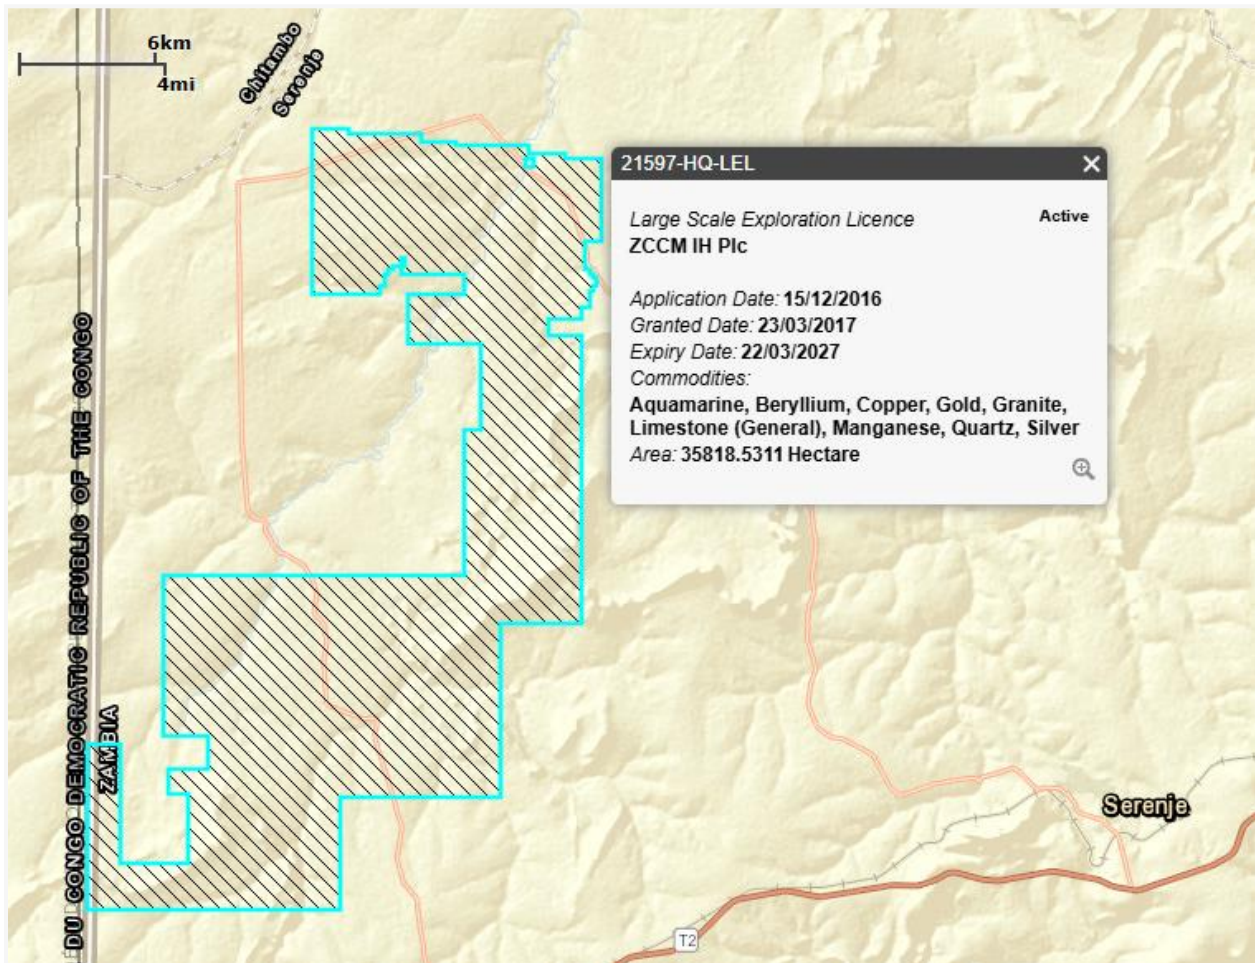 6km
4mi
Chitambo
Serenje
21597-HQ-LEL
Large Scale Exploration Licence
Active
ZCCM IH Plc
Application Date: 15/12/2016
Granted Date: 23/03/2017
Expiry Date: 22/03/2027
Commodities:
Aquamarine, Beryllium, Copper, Gold, Granite,
Limestone (General), Manganese, Quartz, Silver
Area: 35818.5311 Hectare
DU CONGO DEMOCRATIC REPUBLIC OF THE CONGO
ZAMBIA
Serenje
T2